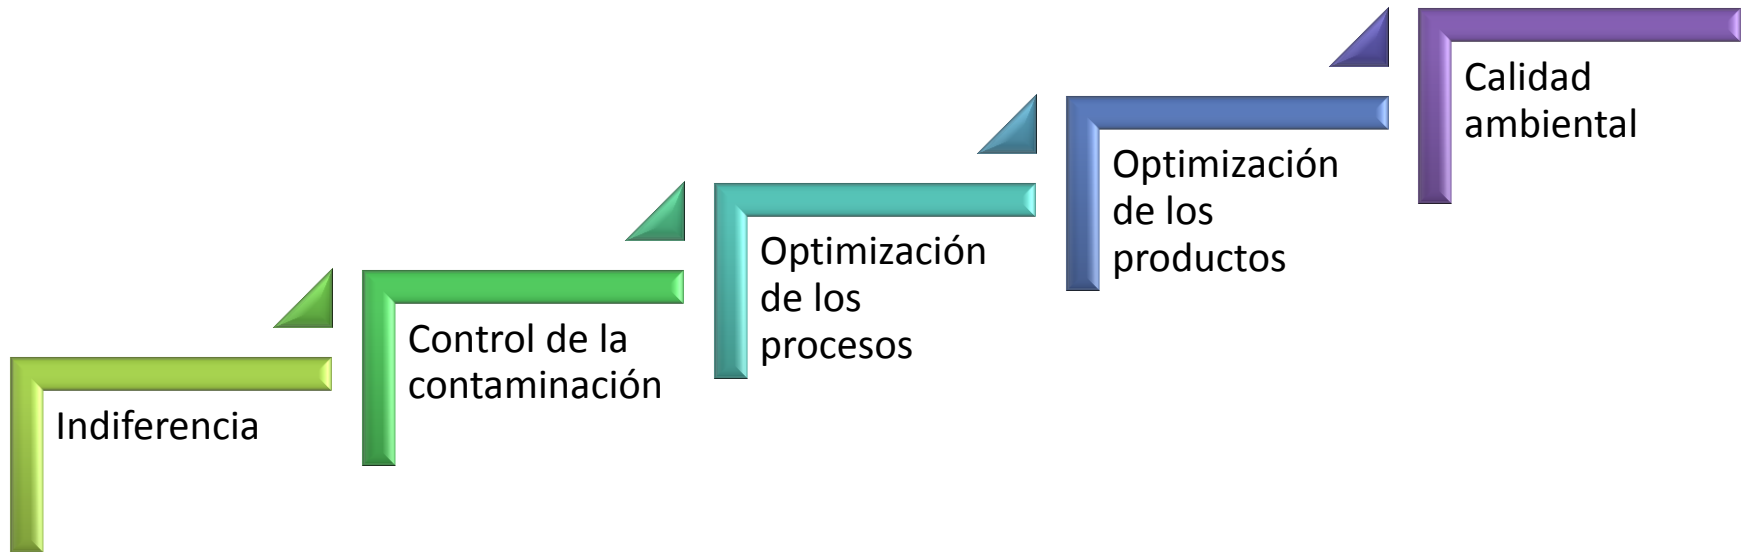 Indiferencia
Control de la
contaminación
Optimización
de los
procesos
Optimización
de los
productos
Calidad
ambiental